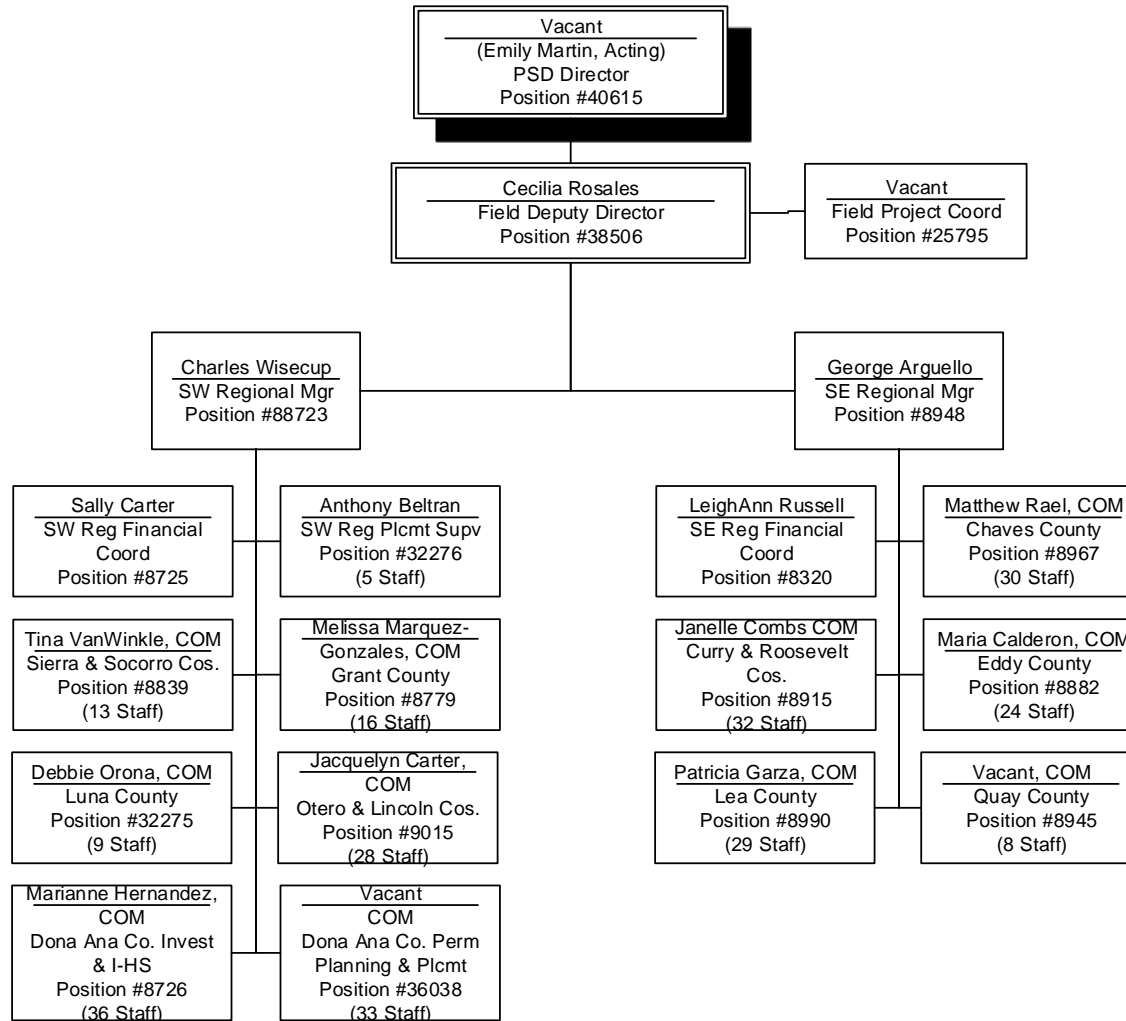 Vacant
(Emily Martin, Acting)
PSD Director
Position #40615
Cecilia Rosales
Field Deputy Director
Position #38506
Vacant
Field Project Coord
Position #25795
Charles Wisecup
SW Regional Mgr
Position #88723
George Arguello
SE Regional Mgr
Position #8948
Sally Carter
SW Reg Financial
Coord
Position #8725
Anthony Beltran
SW Reg Plcmt Supv
Position #32276
(5 Staff)
LeighAnn Russell
SE Reg Financial
Coord
Position #8320
Matthew Rael, COM
Chaves County
Position #8967
(30 Staff)
Tina VanWinkle, COM
Sierra & Socorro Cos.
Position #8839
(13 Staff)
Melissa Marquez-
Gonzales, COM
Grant County
Position #8779
(16 Staff)
Janelle Combs COM
Curry & Roosevelt
Cos.
Position #8915
(32 Staff)
Maria Calderon, COM
Eddy County
Position #8882
(24 Staff)
Debbie Orona, COM
Luna County
Position #32275
(9 Staff)
Jacquelyn Carter,
COM
Otero & Lincoln Cos.
Position #9015
(28 Staff)
Patricia Garza, COM
Lea County
Position #8990
(29 Staff)
Vacant, COM
Quay County
Position #8945
(8 Staff)
Marianne Hernandez,
COM
Dona Ana Co. Invest
& I-HS
Position #8726
(36 Staff)
Vacant
COM
Dona Ana Co. Perm
Planning & Plcmt
Position #36038
(33 Staff)